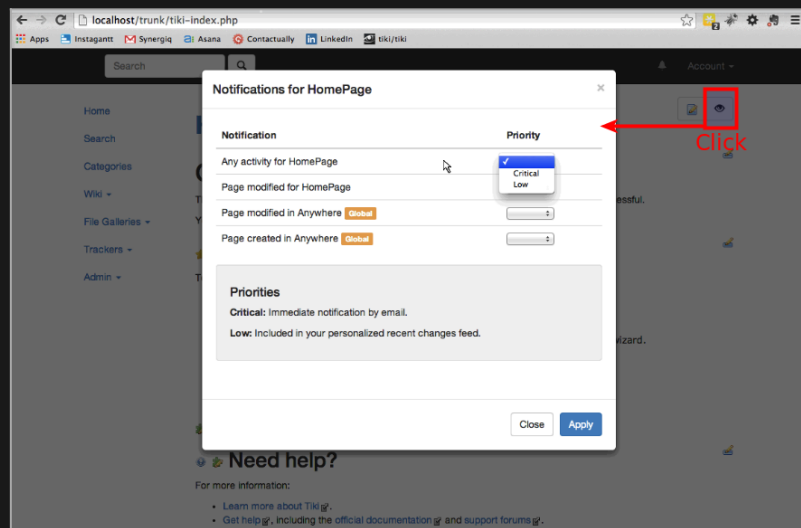 localhost/trunk/tiki-index.php
2
Apps Instagantt Synergiq Asana Contactually LinkedIn tiki/tiki
Search Account
Notifications for HomePage ×
Click
Home
Search
Categories
Wiki
File Galleries
Trackers
Admin
Notification Priority
Any activity for HomePage
✓
Critical
Low
Page modified for HomePage
Page modified in Anywhere Global
Page created in Anywhere Global
essful.
Priorities
Critical: Immediate notification by email.
Low: Included in your personalized recent changes feed.
wizard.
Close Apply
Need help?
For more information:
• Learn more about Tiki.
• Get help, including the official documentation and support forums.